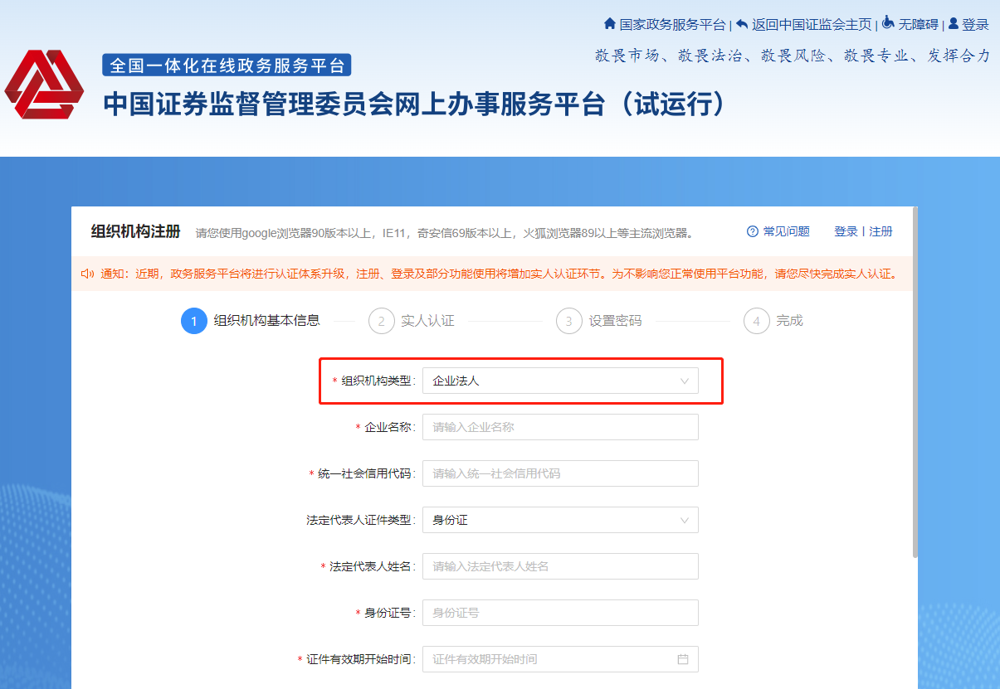 国家政务服务平台 | 返回中国证监会主页 | 无障碍 | 登录
敬畏市场、敬畏法治、敬畏风险、敬畏专业、发挥合力
全国一体化在线政务服务平台
中国证券监督管理委员会网上办事服务平台（试运行）
组织机构注册 请您使用google浏览器90版本以上，IE11，奇安信69版本以上，火狐浏览器89以上等主流浏览器。 常见问题 登录 | 注册
通知：近期，政务服务平台将进行认证体系升级，注册、登录及部分功能使用将增加实人认证环节。为不影响您正常使用平台功能，请您尽快完成实人认证。
1 组织机构基本信息 2 实人认证 3 设置密码 4 完成
* 组织机构类型: 企业法人
* 企业名称: 请输入企业名称
* 统一社会信用代码: 请输入统一社会信用代码
法定代表人证件类型: 身份证
* 法定代表人姓名: 请输入法定代表人姓名
* 身份证号: 身份证号
* 证件有效期开始时间: 证件有效期开始时间